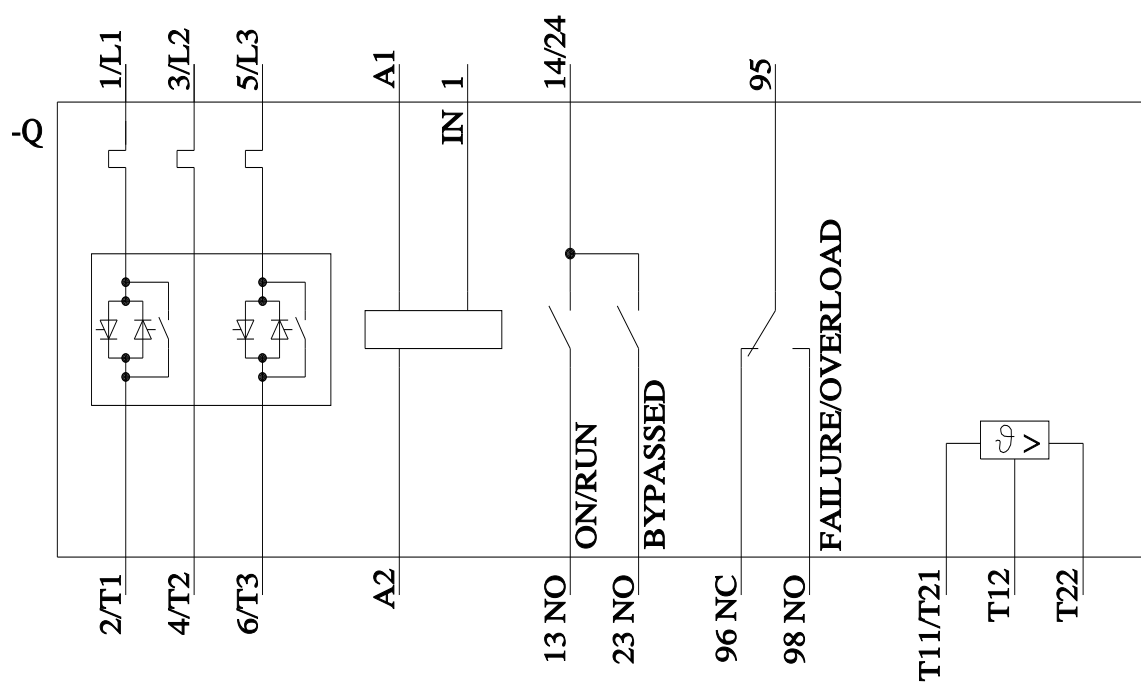 1/L1
3/L2
5/L3
A1
1
14/24
95
-Q
IN
ON/RUN
BYPASSED
FAILURE/OVERLOAD
ϑ >
2/T1
4/T2
6/T3
A2
13 NO
23 NO
96 NC
98 NO
T11/T21
T12
T22